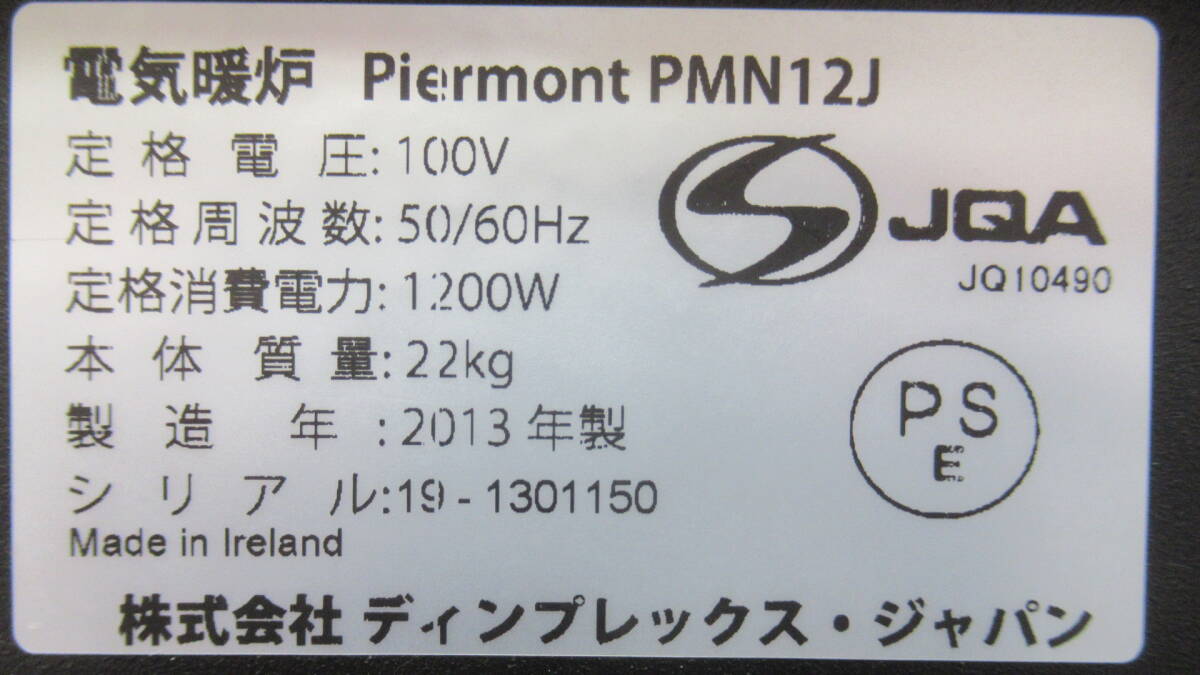 電気暖炉 Piermont PMN12J
定格電圧: 100V
定格周波数: 50/60Hz
定格消費電力: 1200W
本体質量: 22kg
製造年: 2013年製
シリアル: 19 - 1301150
Made in Ireland
JQA
JQ10490
PS
E
株式会社 ディンプレックス・ジャパン